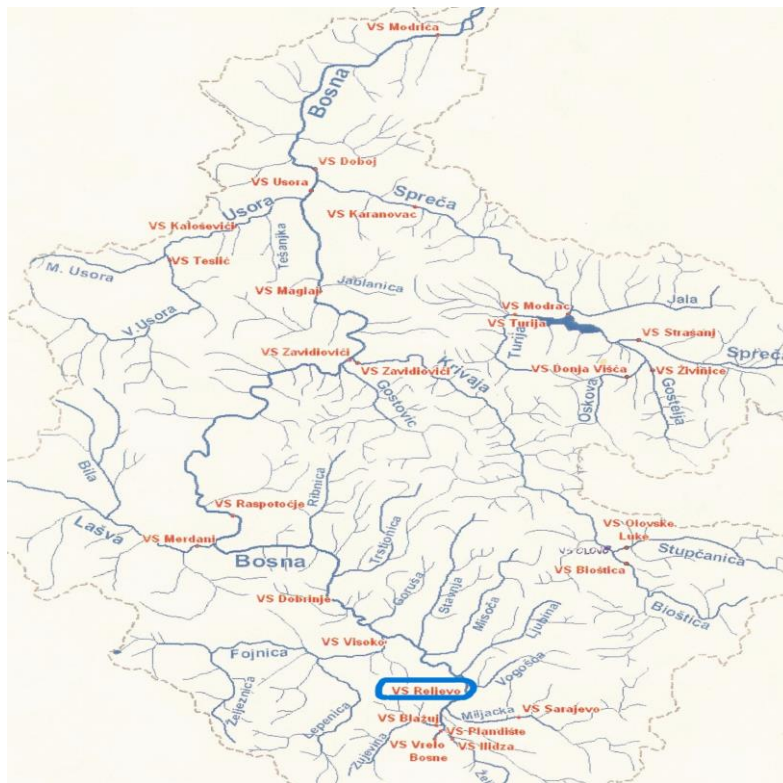 VS Modriča
Bosna
VS Doboj
VS Usora
Spreča
Usora
VS Karanovac
VS Kaloševići
Tešanjka
VS Teslić
M. Usora
Jablanica
VS Maglaj
V.Usora
VS Modrac
Jala
VS Turija
Turija
VS Strašanj
Spreč
VS Zavidovići
VS Zavidovići
Krivaja
VS Donja Višća
VS Živinice
Gostović
Oskova
Gostelja
Bila
Ribnica
VS Raspotočje
Lašva
VS Merdani
Trstionica
VS Olovske
Luke
Stupčanica
Bosna
VS Bioštica
Goruša
Stavnja
Misoča
Ljubina
Bioštica
VS Dobrinje
VS Visoko
Fojnica
Vogošća
Željeznica
Lepenica
VS Reljevo
Miljacka
VS Sarajevo
VS Blažuj
VS Plandište
Zujevina
VS Vrelo
Bosne
VS Ilidza